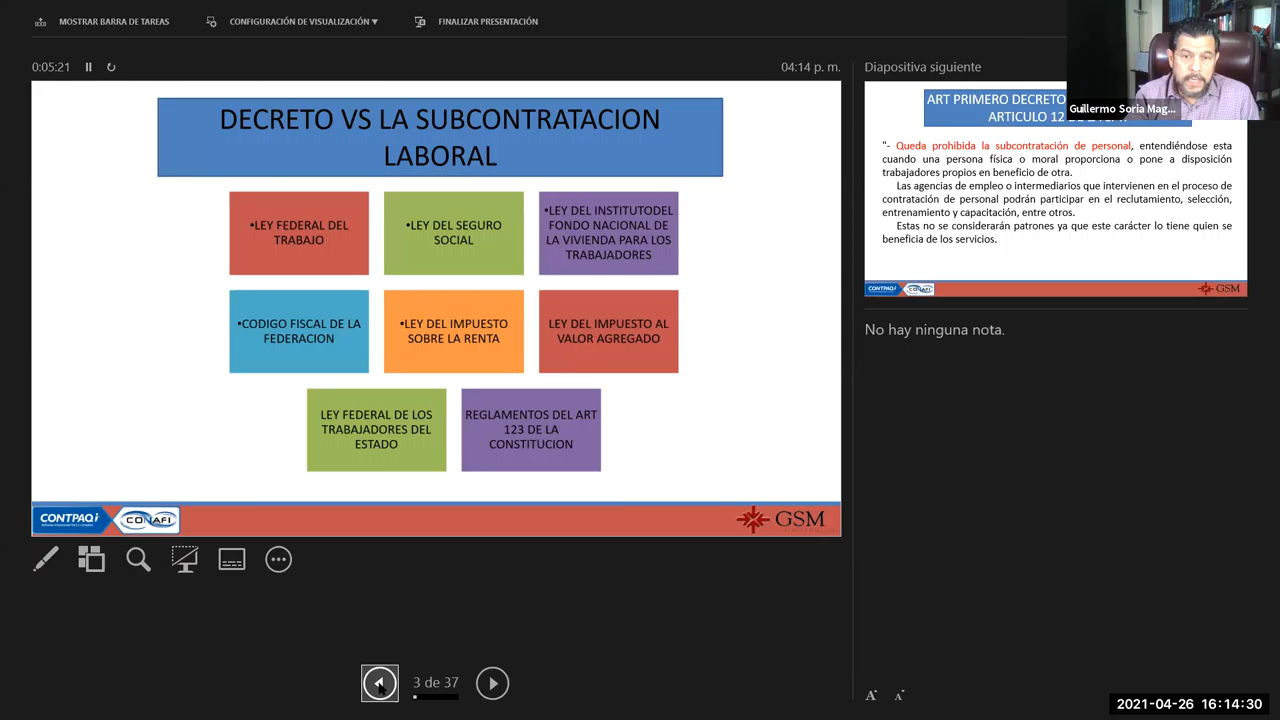 MOSTRAR BARRA DE TAREAS
CONFIGURACIÓN DE VISUALIZACIÓN ▼
FINALIZAR PRESENTACIÓN
0:05:21
04:14 p. m.
DECRETO VS LA SUBCONTRATACION
LABORAL
•LEY FEDERAL DEL
TRABAJO
•LEY DEL SEGURO
SOCIAL
•LEY DEL INSTITUTODEL
FONDO NACIONAL DE
LA VIVIENDA PARA LOS
TRABAJADORES
•CODIGO FISCAL DE LA
FEDERACION
•LEY DEL IMPUESTO
SOBRE LA RENTA
LEY DEL IMPUESTO AL
VALOR AGREGADO
LEY FEDERAL DE LOS
TRABAJADORES DEL
ESTADO
REGLAMENTOS DEL ART
123 DE LA
CONSTITUCION
CONTPAQi
CONAFI
GSM
3 de 37
Diapositiva siguiente
Guillermo Soria Mag...
ART PRIMERO DECRETO
ARTICULO 12
"- Queda prohibida la subcontratación de personal, entendiéndose esta
cuando una persona física o moral proporciona o pone a disposición
trabajadores propios en beneficio de otra.
Las agencias de empleo o intermediarios que intervienen en el proceso de
contratación de personal podrán participar en el reclutamiento, selección,
entrenamiento y capacitación, entre otros.
Estas no se considerarán patrones ya que este carácter lo tiene quien se
beneficia de los servicios.
CONTPAQi
CONAFI
GSM
No hay ninguna nota.
A A
2021-04-26 16:14:30